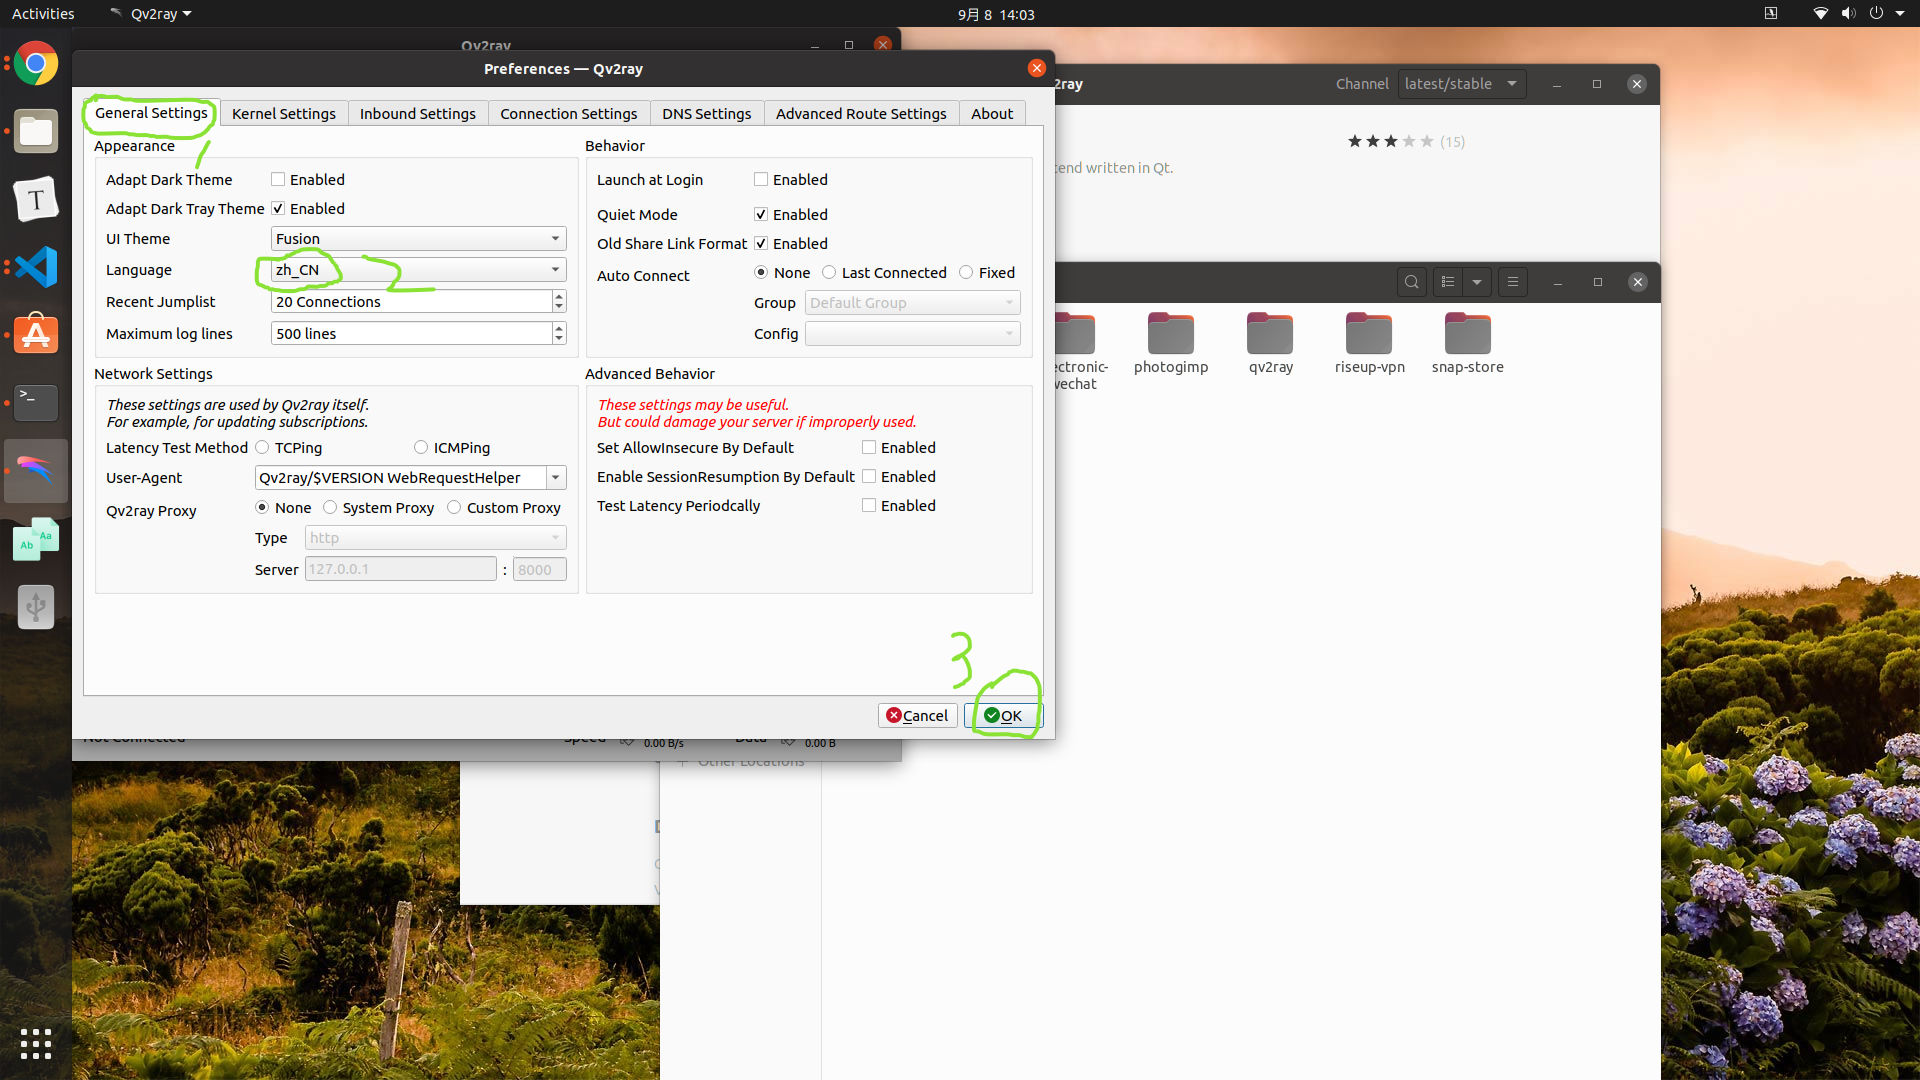 Activities
Qv2ray
9月 8 14:03
Qv2ray
Preferences — Qv2ray
2ray
Channel
latest/stable
General Settings
Kernel Settings
Inbound Settings
Connection Settings
DNS Settings
Advanced Route Settings
About
1
Appearance
Adapt Dark Theme
Enabled
Adapt Dark Tray Theme
Enabled
UI Theme
Fusion
Language
zh_CN
2
Recent Jumplist
20 Connections
Maximum log lines
500 lines
Behavior
Launch at Login
Enabled
Quiet Mode
Enabled
Old Share Link Format
Enabled
Auto Connect
None
Last Connected
Fixed
Group
Default Group
Config
Network Settings
These settings are used by Qv2ray itself.
For example, for updating subscriptions.
Latency Test Method
TCPing
ICMPing
User-Agent
Qv2ray/$VERSION WebRequestHelper
Qv2ray Proxy
None
System Proxy
Custom Proxy
Type
http
Server
127.0.0.1
:
8000
Advanced Behavior
These settings may be useful.
But could damage your server if improperly used.
Set AllowInsecure By Default
Enabled
Enable SessionResumption By Default
Enabled
Test Latency Periodcally
Enabled
3
Cancel
OK
Not Connected
Speed
0.00 B/s
Data
0.00 B
(15)
end written in Qt.
ectronic-
wechat
photogimp
qv2ray
riseup-vpn
snap-store
Other Locations
T
>_
Ab
Aa